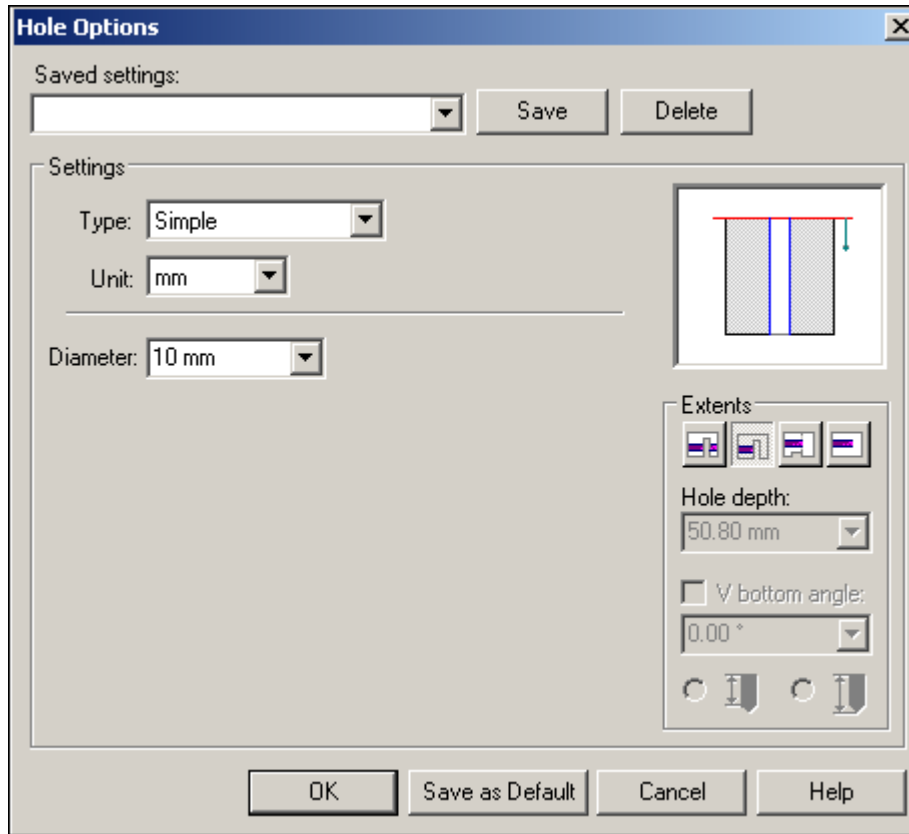 Hole Options
Saved settings:
Save
Delete
Settings
Type: Simple
Unit: mm
Diameter: 10 mm
Extents
Hole depth:
50.80 mm
V bottom angle:
0.00 °
OK
Save as Default
Cancel
Help